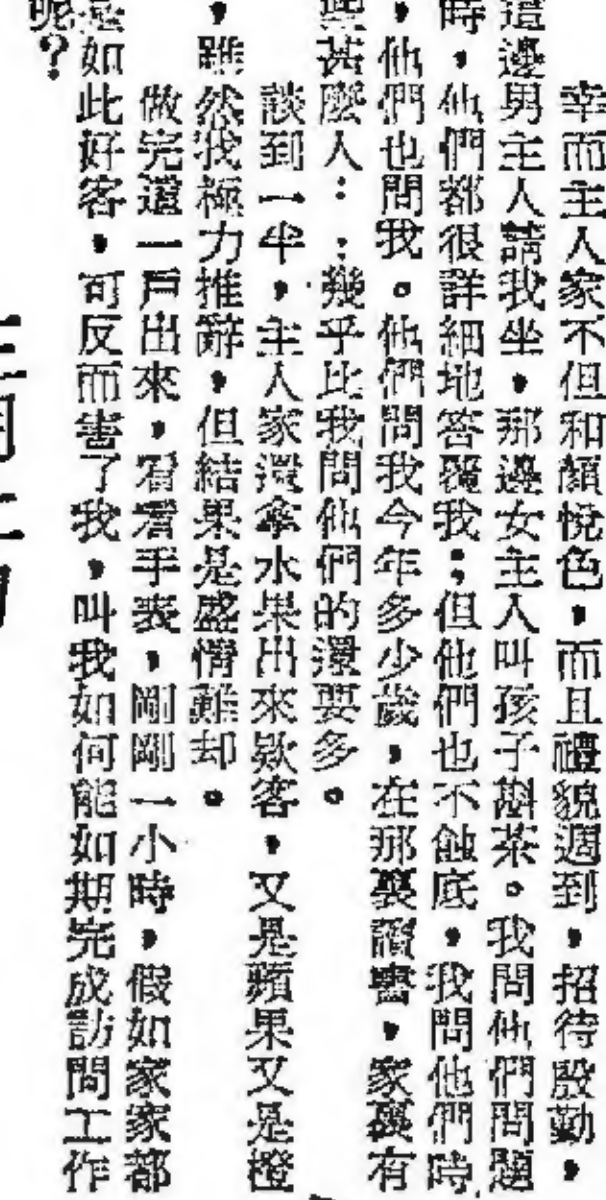 幸而主人家不但和顏悅色，而且禮貌週到，招待殷勤，
這邊男主人請我坐，那邊女主人叫孩子斟茶。我問他們問題
時，他們都很詳細地答覆我；但他們也不蝕底，我問他們時
，他們也問我。他們問我今年多少歲，在那裏讀書，家裏有
些甚麼人：：幾乎比我問他們的還要多。
談到一半，主人家還拿水果出來欵客，又是蘋果又是橙
，雖然我極力推辭，但結果是盛情難却。
做完這一戶出來，看看手表，剛剛一小時，假如家家都
是如此好客，可反而害了我，叫我如何能如期完成訪問工作
呢？